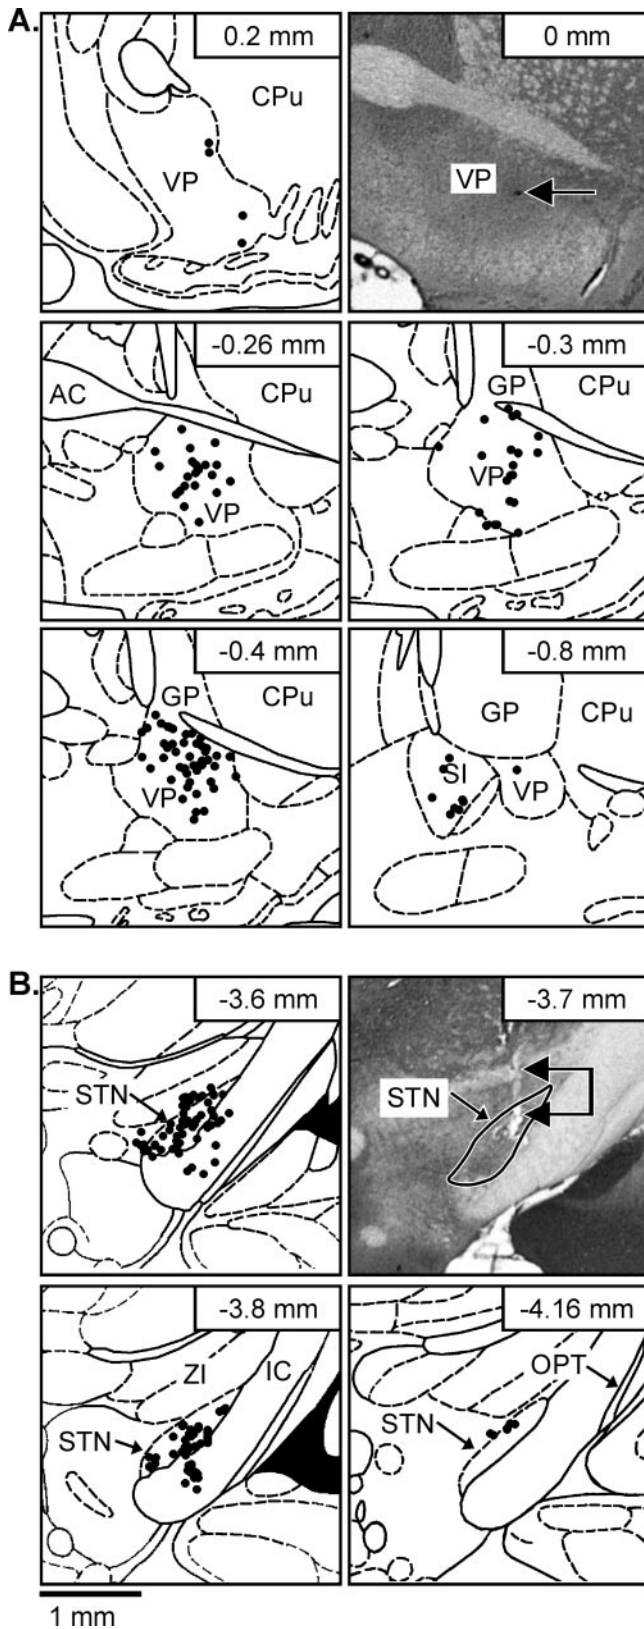 A.
0.2 mm
CPu
VP
0 mm
VP
-0.26 mm
AC
CPu
VP
-0.3 mm
GP
CPu
VP
-0.4 mm
GP
CPu
VP
-0.8 mm
GP
CPu
SI
VP
B.
-3.6 mm
STN
-3.7 mm
STN
-3.8 mm
ZI
IC
STN
-4.16 mm
OPT
STN
1 mm